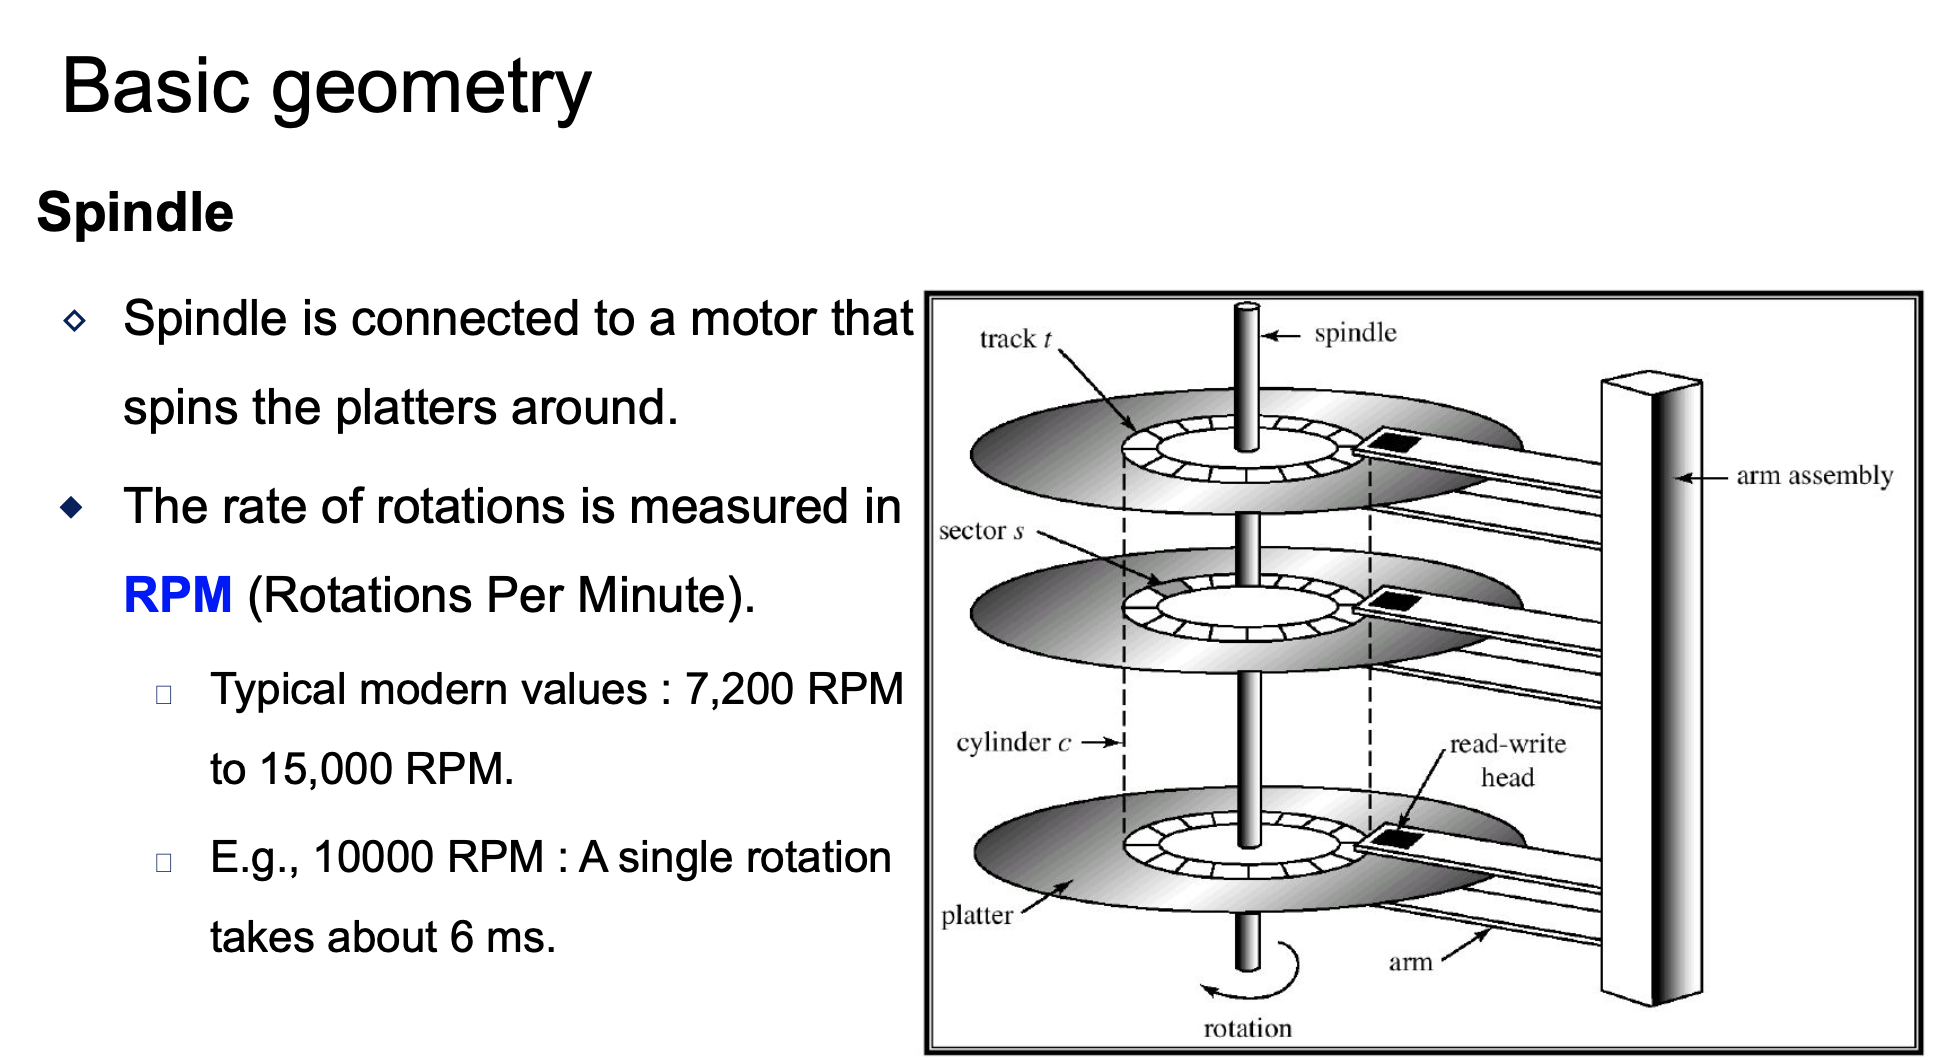 Basic geometry
Spindle
Spindle is connected to a motor that
spins the platters around.
The rate of rotations is measured in
RPM (Rotations Per Minute).
Typical modern values : 7,200 RPM
to 15,000 RPM.
E.g., 10000 RPM : A single rotation
takes about 6 ms.
track t
spindle
arm assembly
sector s
cylinder c
read-write
head
platter
arm
rotation